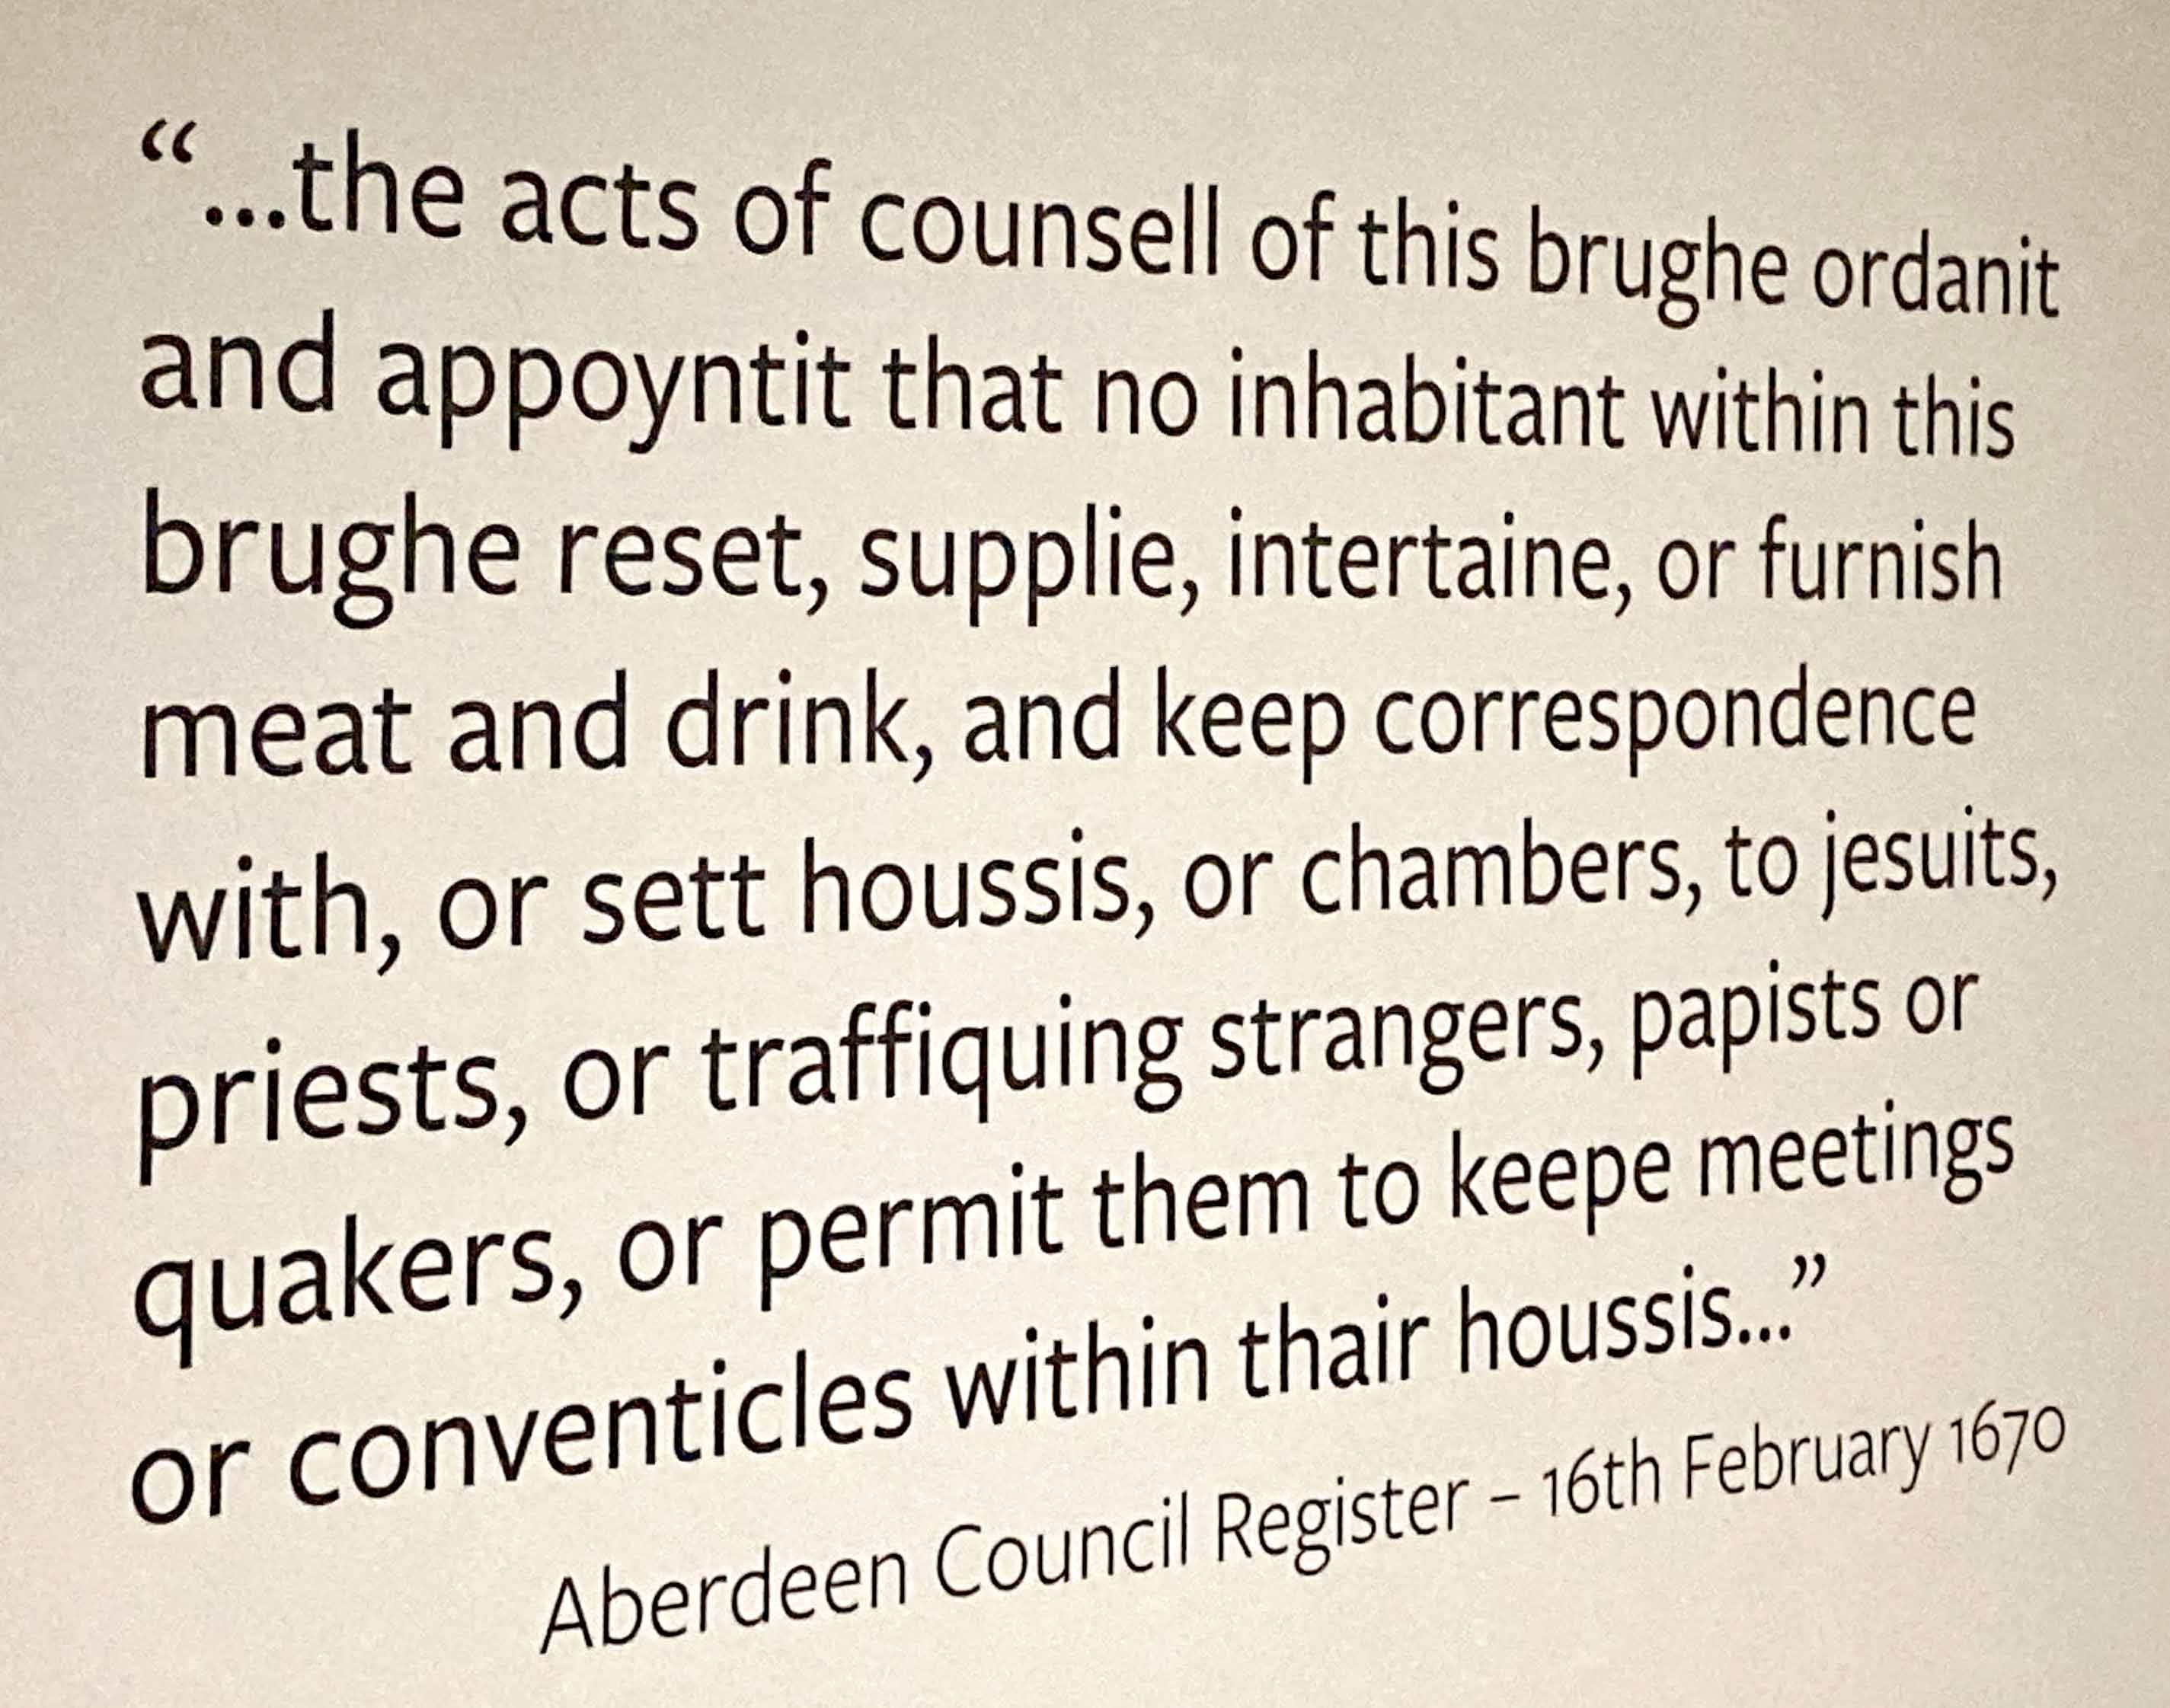 “...the acts of counsell of this brughe ordanit
and appoyntit that no inhabitant within this
brughe reset, supplie, intertaine, or furnish
meat and drink, and keep correspondence
with, or sett houssis, or chambers, to jesuits,
priests, or traffiquing strangers, papists or
quakers, or permit them to keepe meetings
or conventicles within thair houssis...”
Aberdeen Council Register – 16th February 1670